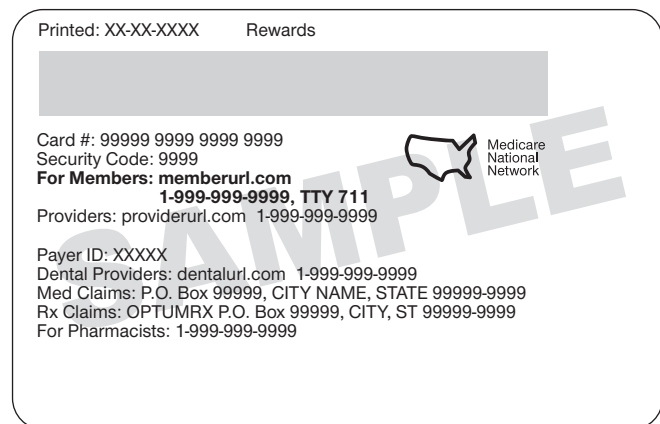 Printed: XX-XX-XXXX Rewards
Card #: 99999 9999 9999 9999
Security Code: 9999
For Members: memberurl.com
1-999-999-9999, TTY 711
Providers: providerurl.com 1-999-999-9999
Medicare
National
Network
Payer ID: XXXXX
Dental Providers: dentalurl.com 1-999-999-9999
Med Claims: P.O. Box 99999, CITY NAME, STATE 99999-9999
Rx Claims: OPTUMRX P.O. Box 99999, CITY, ST 99999-9999
For Pharmacists: 1-999-999-9999
SAMPLE